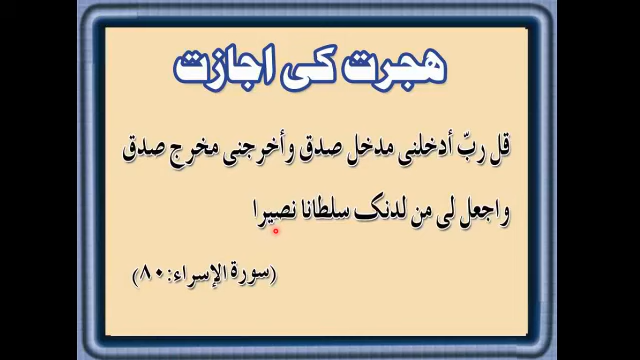 ہجرت کی اجازت
قل ربّ أدخلنی مدخل صدق وأخرجنی مخرج صدق
واجعل لی من لدنک سلطانا نصیرا
(سورة الإسراء:۸۰)